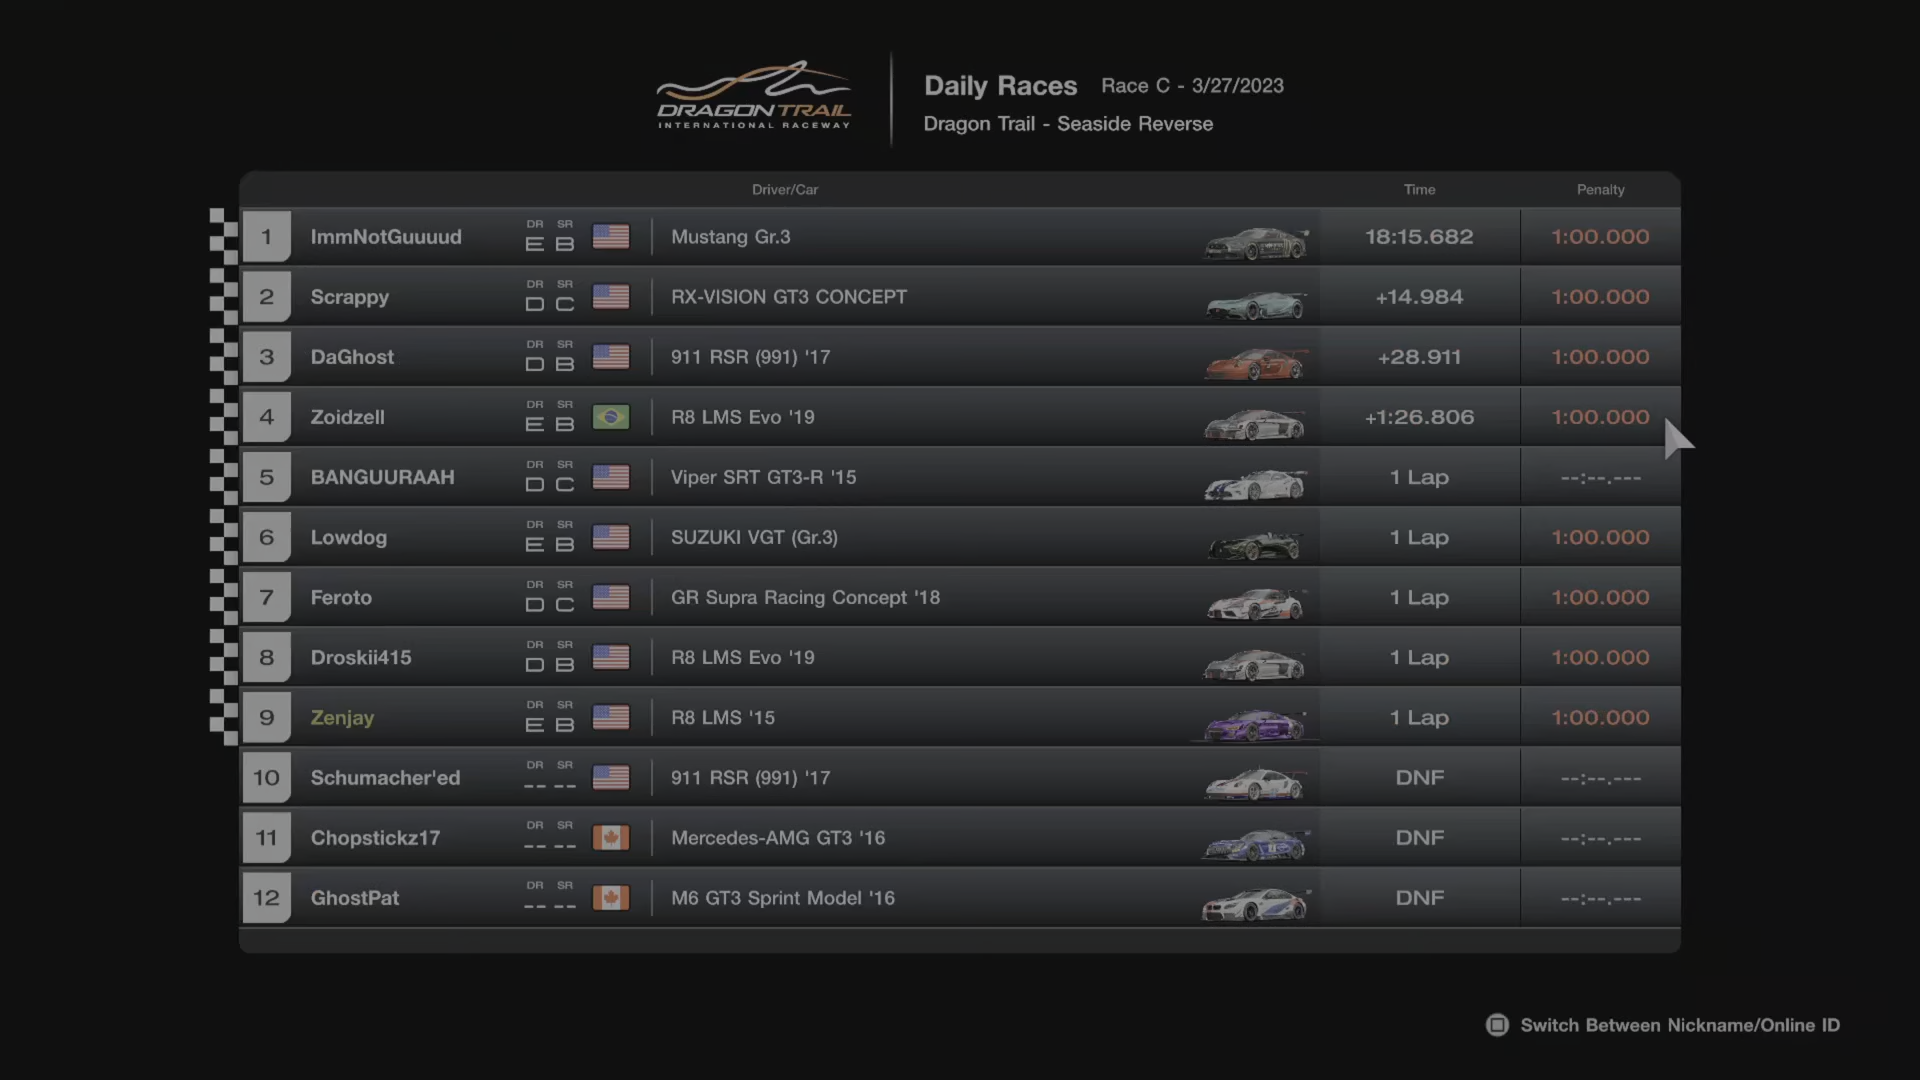 DRAGON TRAIL
INTERNATIONAL RACEWAY
Daily Races Race C - 3/27/2023
Dragon Trail - Seaside Reverse
Driver/Car Time Penalty
1 ImmNotGuuuud DR E SR B Mustang Gr.3 18:15.682 1:00.000
2 Scrappy DR D SR C RX-VISION GT3 CONCEPT +14.984 1:00.000
3 DaGhost DR D SR B 911 RSR (991) '17 +28.911 1:00.000
4 Zoidzell DR E SR B R8 LMS Evo '19 +1:26.806 1:00.000
5 BANGUURAAH DR D SR C Viper SRT GT3-R '15 1 Lap --:--.---
6 Lowdog DR E SR B SUZUKI VGT (Gr.3) 1 Lap 1:00.000
7 Feroto DR D SR C GR Supra Racing Concept '18 1 Lap 1:00.000
8 Droskii415 DR D SR B R8 LMS Evo '19 1 Lap 1:00.000
9 Zenjay DR E SR B R8 LMS '15 1 Lap 1:00.000
10 Schumacher'ed DR -- SR -- 911 RSR (991) '17 DNF --:--.---
11 Chopstickz17 DR -- SR -- Mercedes-AMG GT3 '16 DNF --:--.---
12 GhostPat DR -- SR -- M6 GT3 Sprint Model '16 DNF --:--.---
Switch Between Nickname/Online ID